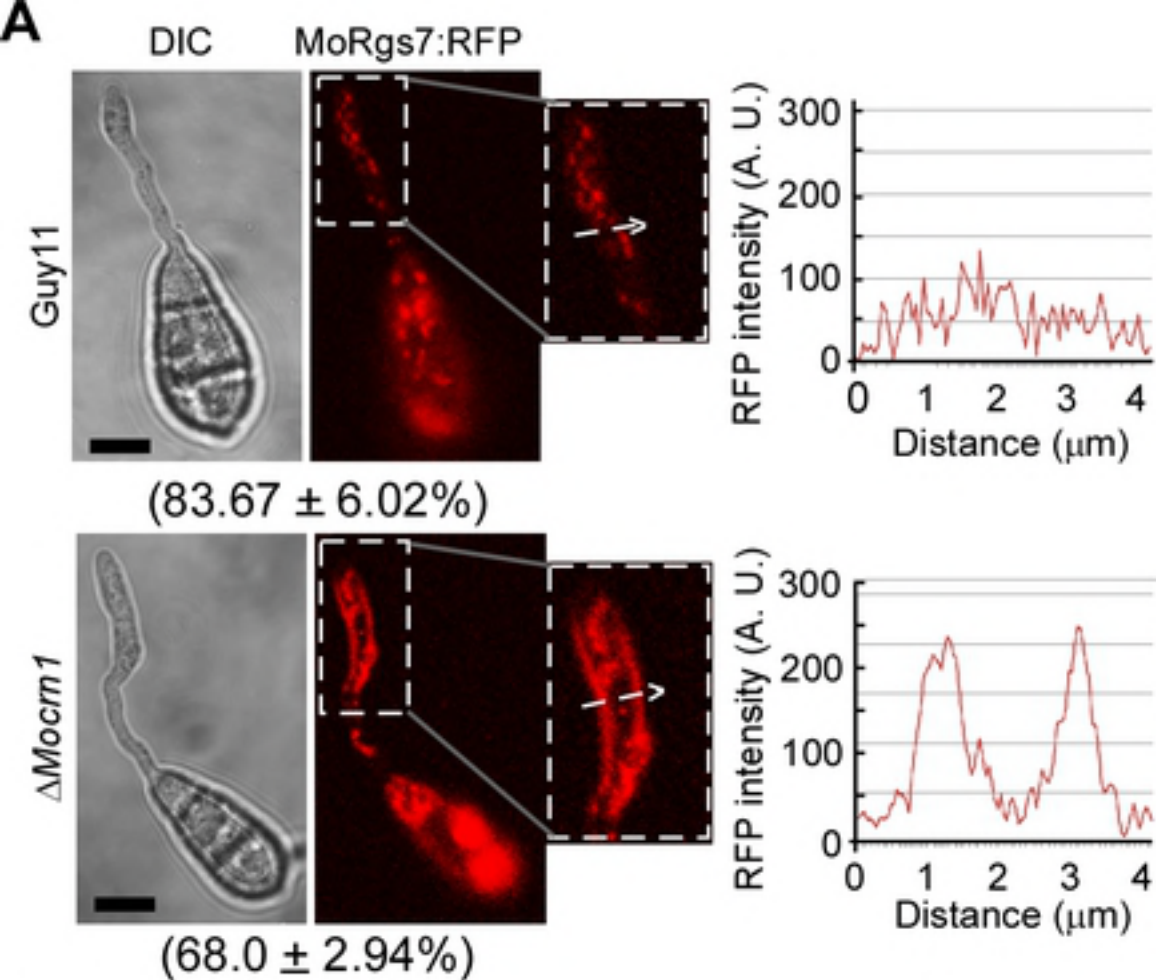 A
DIC MoRgs7:RFP
Guy11
RFP intensity (A. U.)
300
200
100
0
0 1 2 3 4
Distance (μm)
(83.67 ± 6.02%)
ΔMocrn1
RFP intensity (A. U.)
300
200
100
0
0 1 2 3 4
Distance (μm)
(68.0 ± 2.94%)